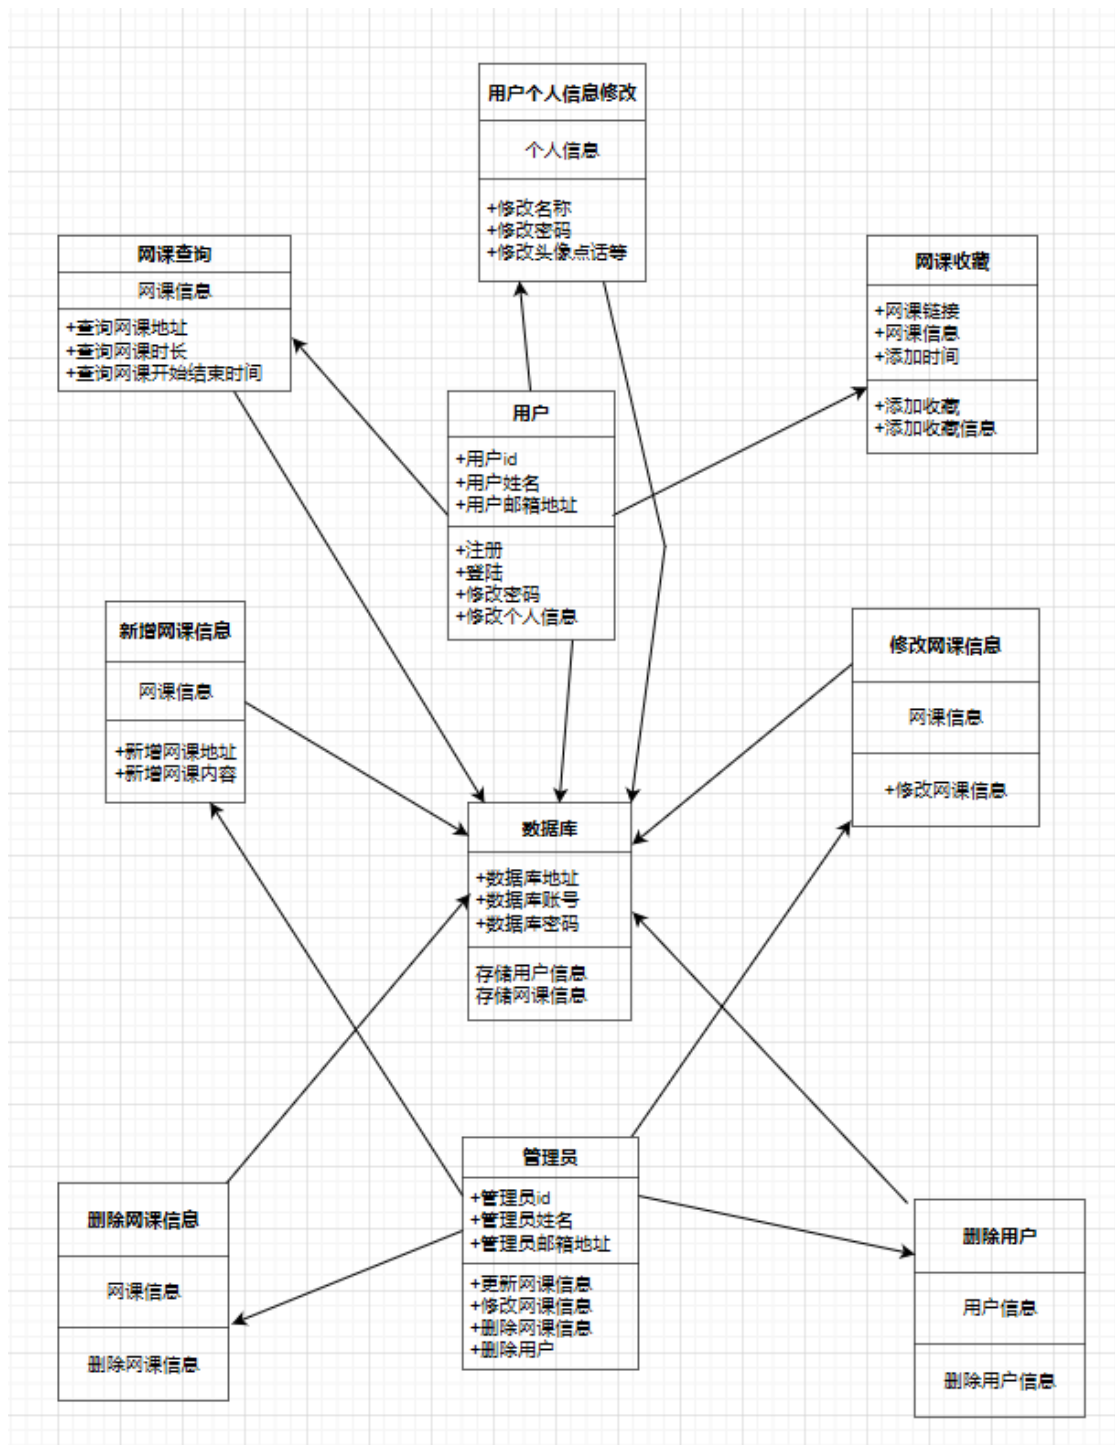 用户个人信息修改
个人信息
+修改名称
+修改密码
+修改头像点话等
网课查询
网课信息
+查询网课地址
+查询网课时长
+查询网课开始结束时间
网课收藏
+网课链接
+网课信息
+添加时间
+添加收藏
+添加收藏信息
用户
+用户id
+用户姓名
+用户邮箱地址
+注册
+登陆
+修改密码
+修改个人信息
新增网课信息
网课信息
+新增网课地址
+新增网课内容
修改网课信息
网课信息
+修改网课信息
数据库
+数据库地址
+数据库账号
+数据库密码
存储用户信息
存储网课信息
管理员
+管理员id
+管理员姓名
+管理员邮箱地址
+更新网课信息
+修改网课信息
+删除网课信息
+删除用户
删除网课信息
网课信息
删除网课信息
删除用户
用户信息
删除用户信息